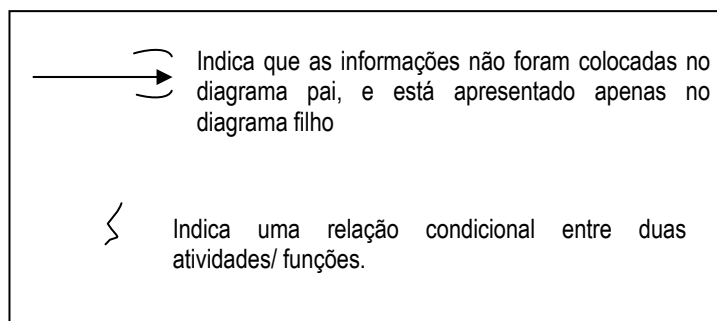 Indica que as informações não foram colocadas no
diagrama pai, e está apresentado apenas no
diagrama filho
Indica uma relação condicional entre duas
atividades/ funções.